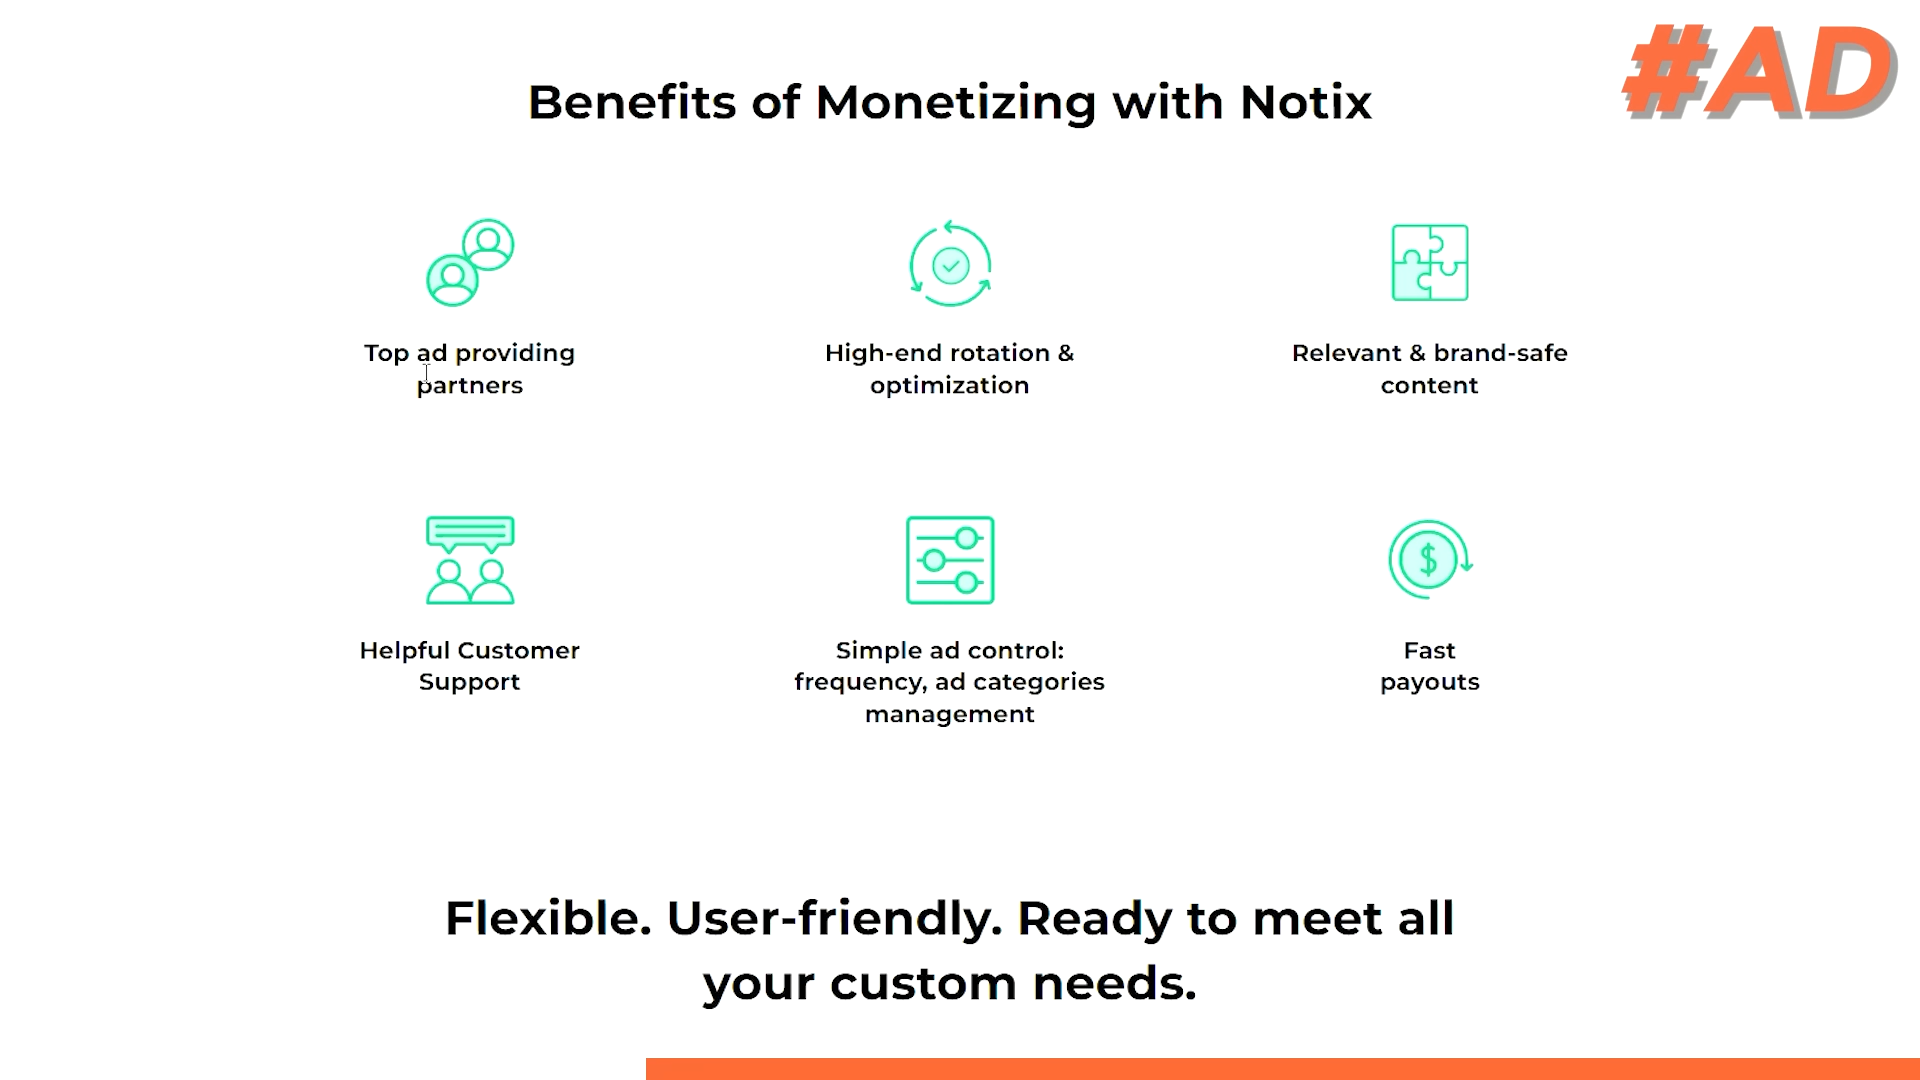 #AD
Benefits of Monetizing with Notix
Top ad providing
partners
High-end rotation &
optimization
Relevant & brand-safe
content
Helpful Customer
Support
Simple ad control:
frequency, ad categories
management
Fast
payouts
Flexible. User-friendly. Ready to meet all
your custom needs.